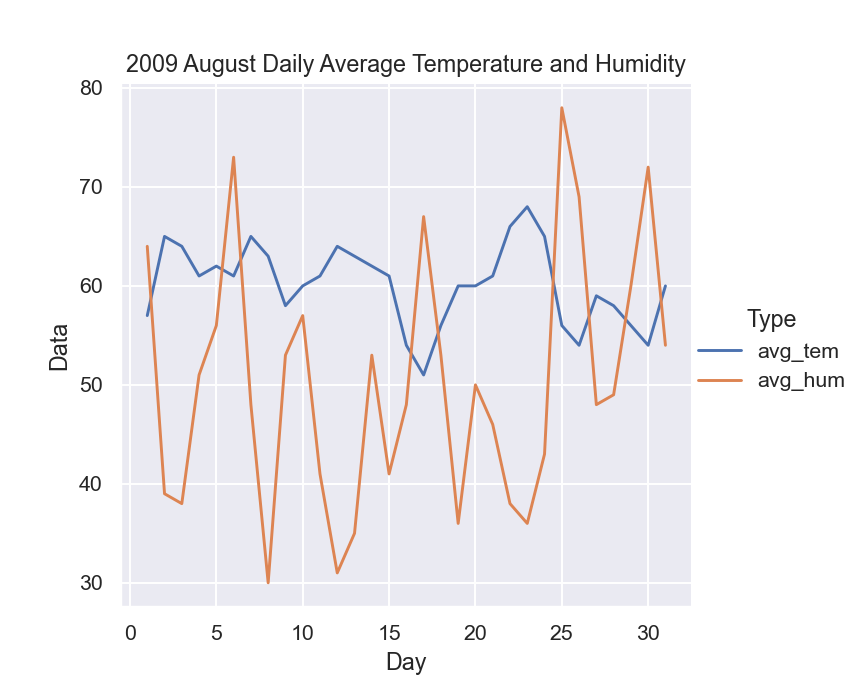 2009 August Daily Average Temperature and Humidity
80
70
60
50
40
30
Data
0 5 10 15 20 25 30
Day
Type
avg_tem
avg_hum